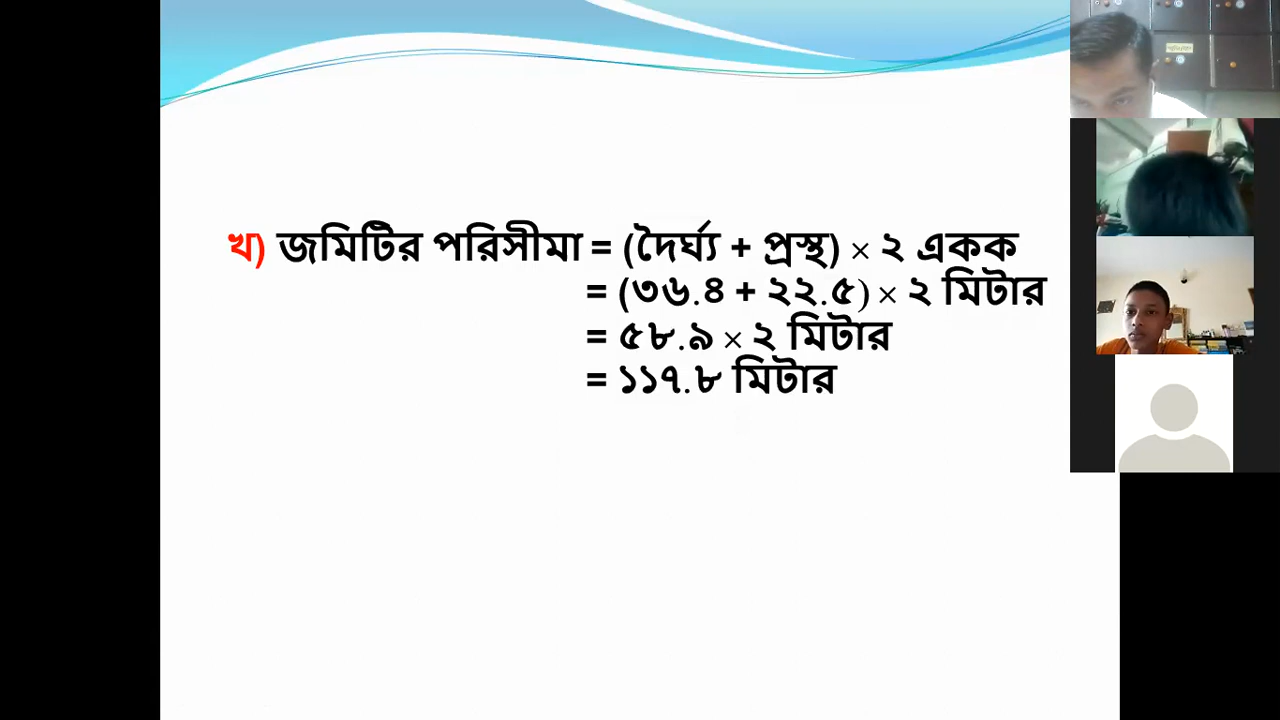 খ) জমিটির পরিসীমা = (দৈর্ঘ্য + প্রস্থ) × ২ একক
= (৩৬.৪ + ২২.৫) × ২ মিটার
= ৫৮.৯ × ২ মিটার
= ১১৭.৮ মিটার